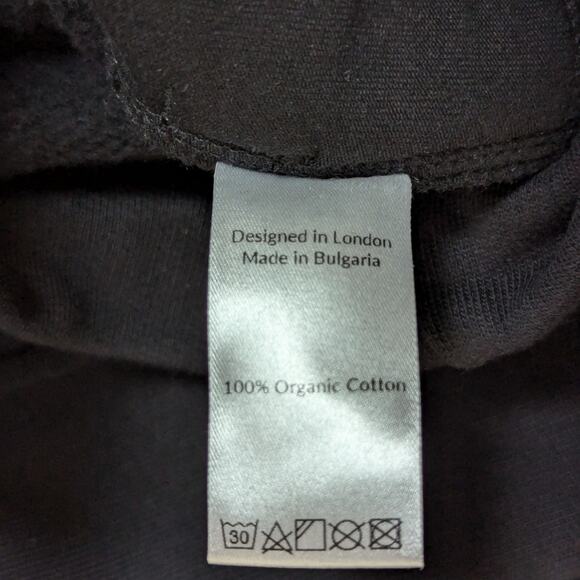 Designed in London
Made in Bulgaria
100% Organic Cotton
30